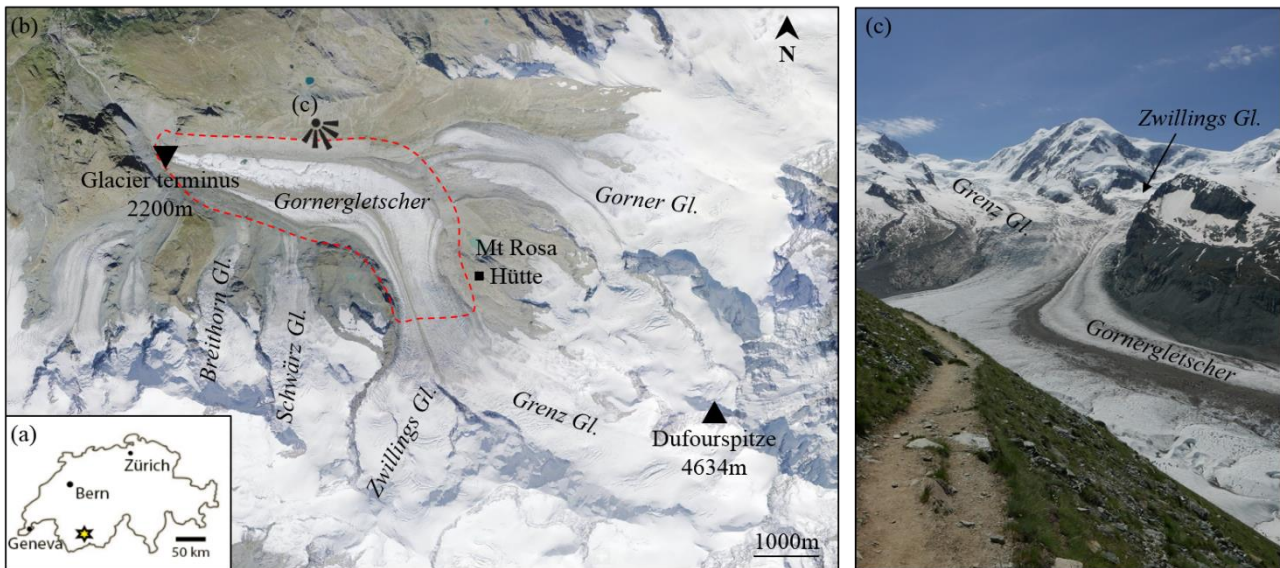 (b)
N
(c)
Glacier terminus
2200m
Gornergletscher
Gorner Gl.
Mt Rosa
Hütte
Breithorn Gl.
Schwärz Gl.
Zwillings Gl.
Grenz Gl.
Dufourspitze
4634m
1000m
(a)
Zürich
Bern
Geneva
50 km
(c)
Zwillings Gl.
Grenz Gl.
Gornergletscher